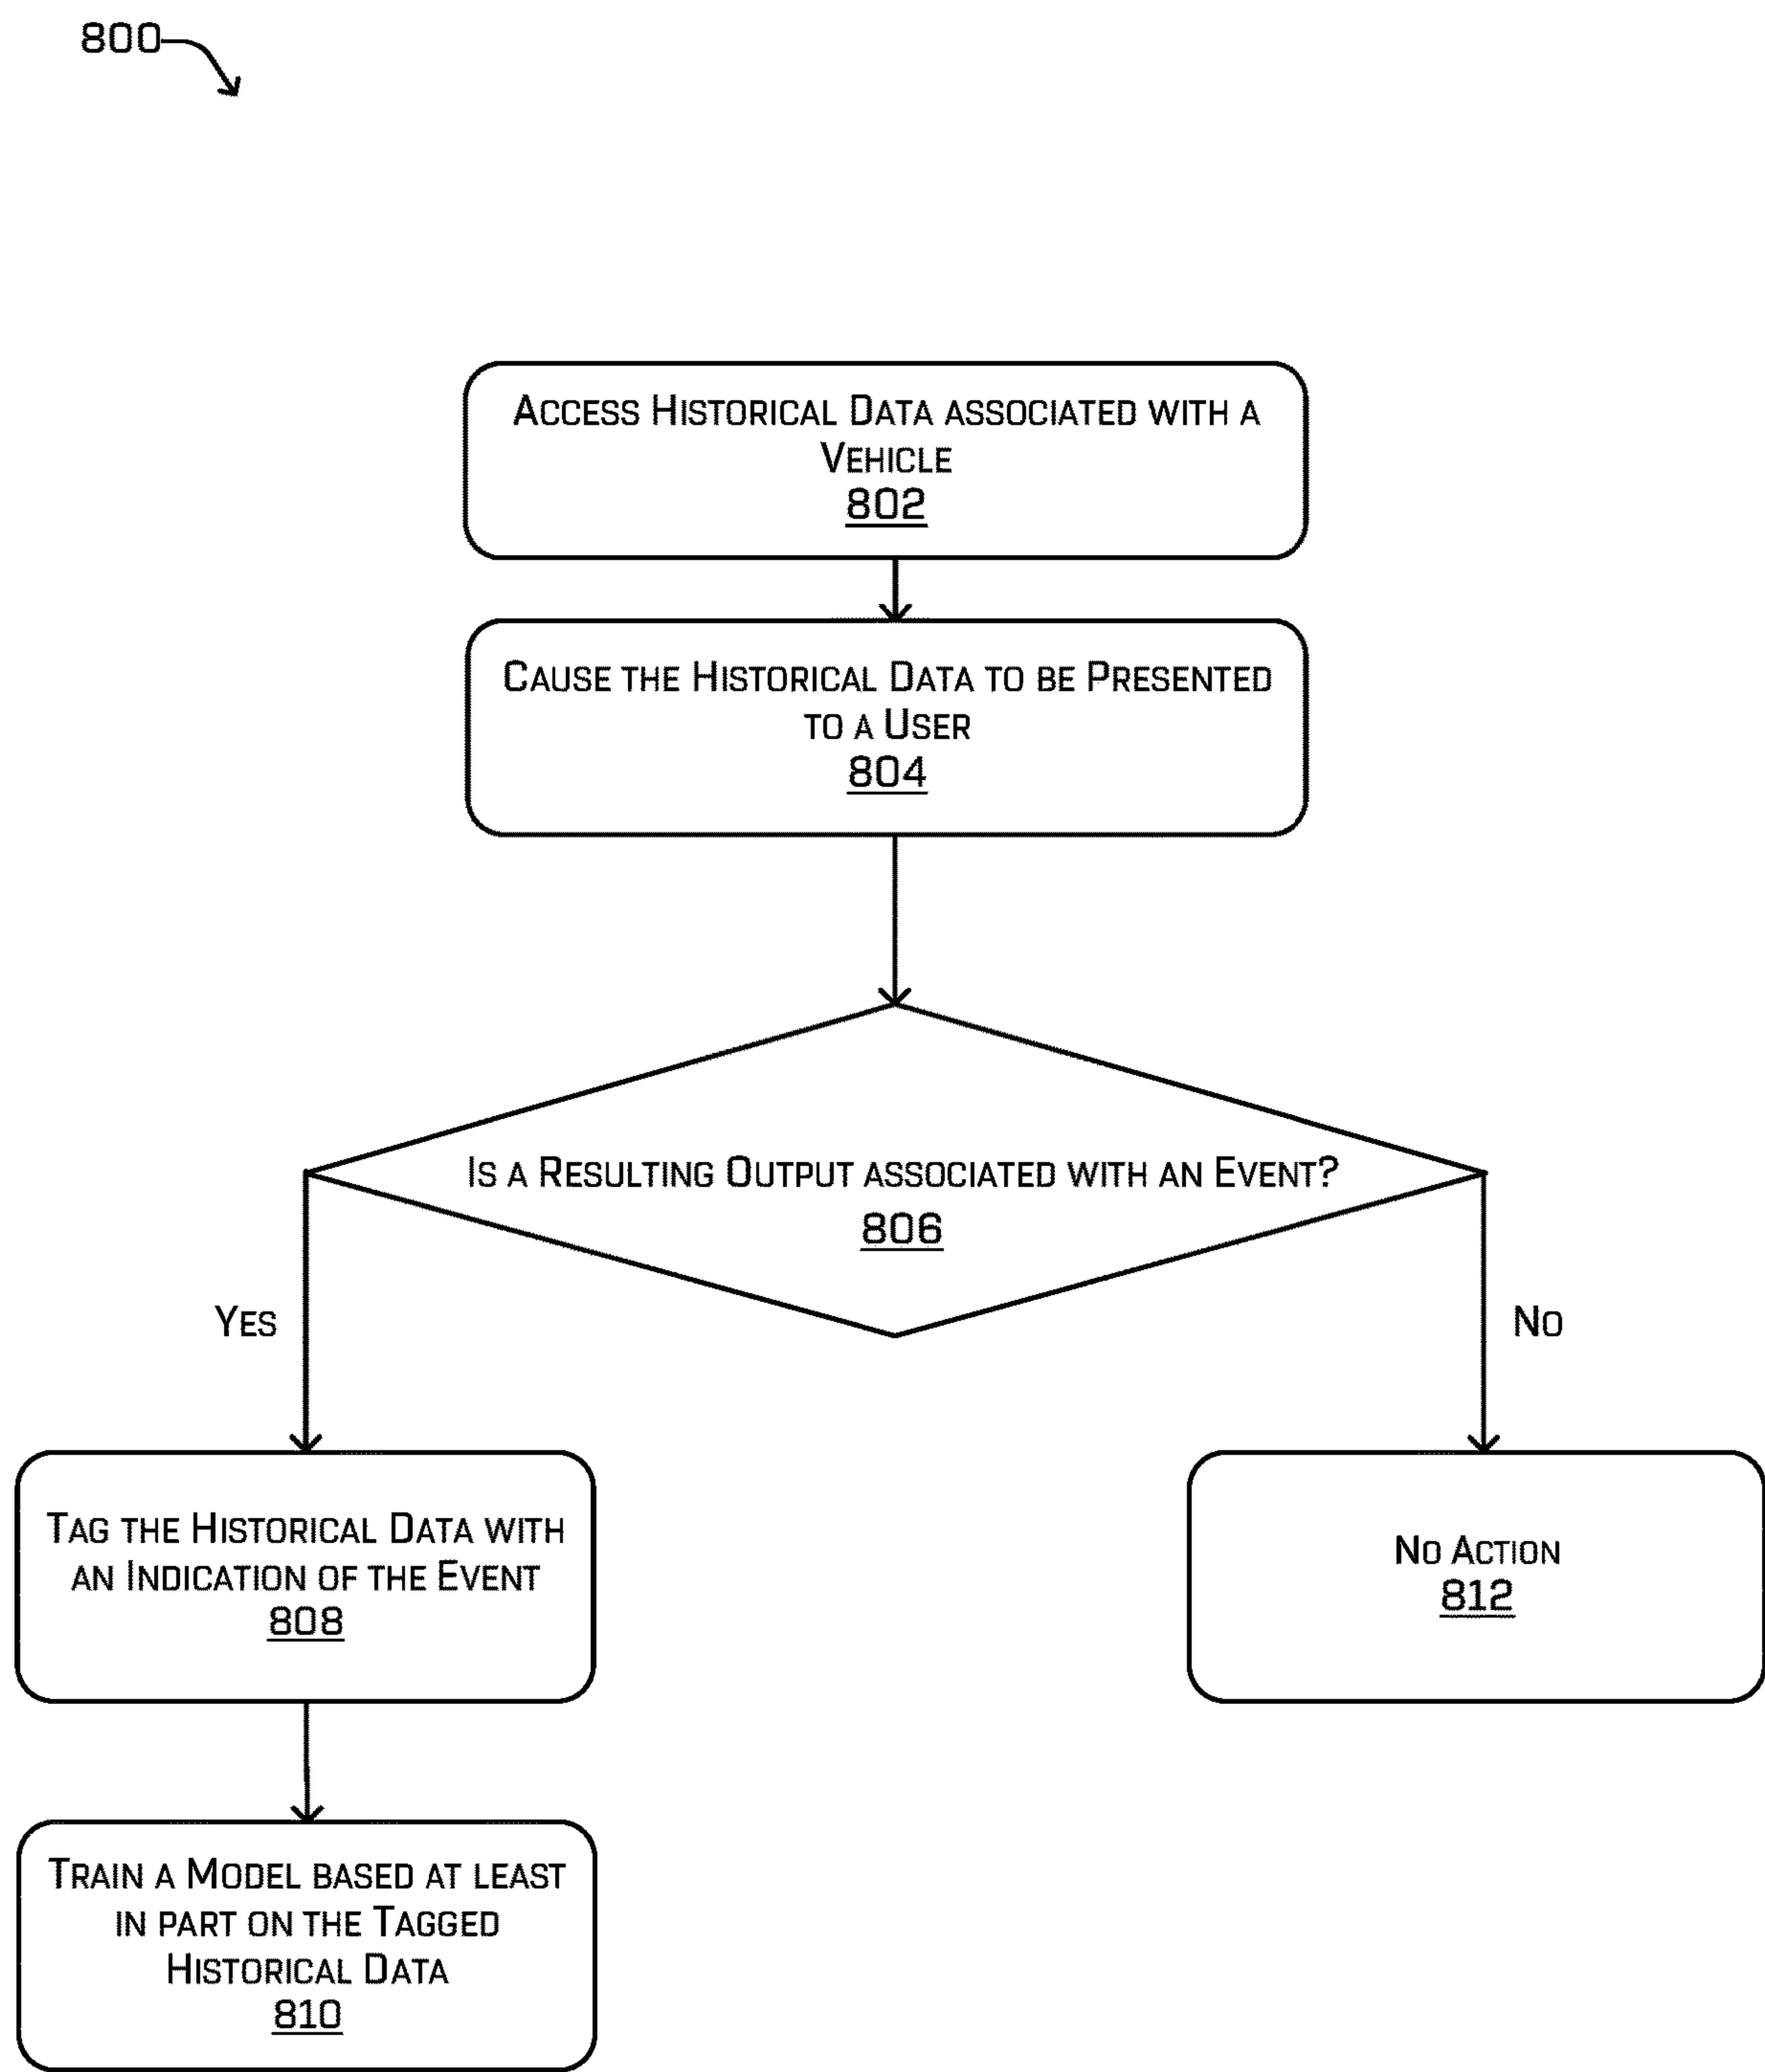 800
Access Historical Data associated with a
Vehicle
802
Cause the Historical Data to be Presented
to a User
804
Is a Resulting Output associated with an Event?
806
Yes
No
Tag the Historical Data with
an Indication of the Event
808
No Action
812
Train a Model based at least
in part on the Tagged
Historical Data
810